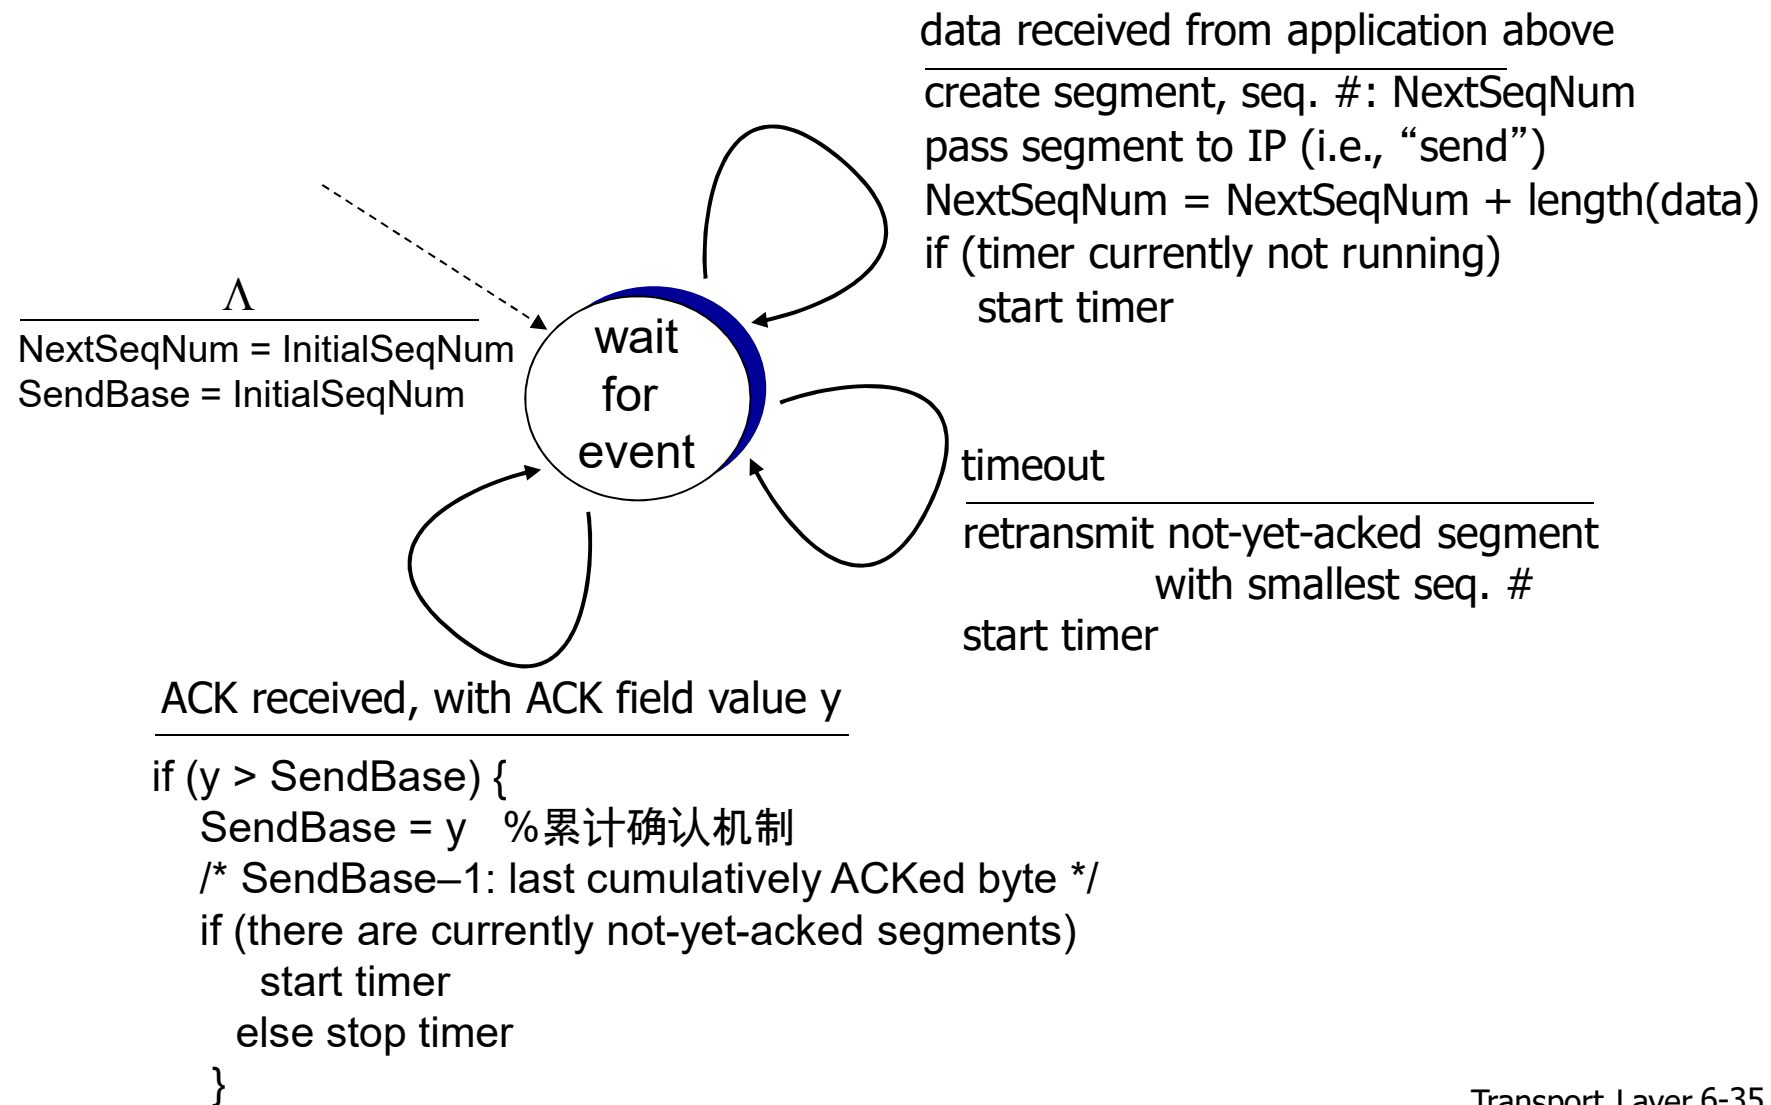 data received from application above
create segment, seq. #: NextSeqNum
pass segment to IP (i.e., “send”)
NextSeqNum = NextSeqNum + length(data)
if (timer currently not running)
start timer
Λ
NextSeqNum = InitialSeqNum
SendBase = InitialSeqNum
wait
for
event
timeout
retransmit not-yet-acked segment
with smallest seq. #
start timer
ACK received, with ACK field value y
if (y > SendBase) {
SendBase = y %累计确认机制
/* SendBase–1: last cumulatively ACKed byte */
if (there are currently not-yet-acked segments)
start timer
else stop timer
}
Transport Layer 6-35